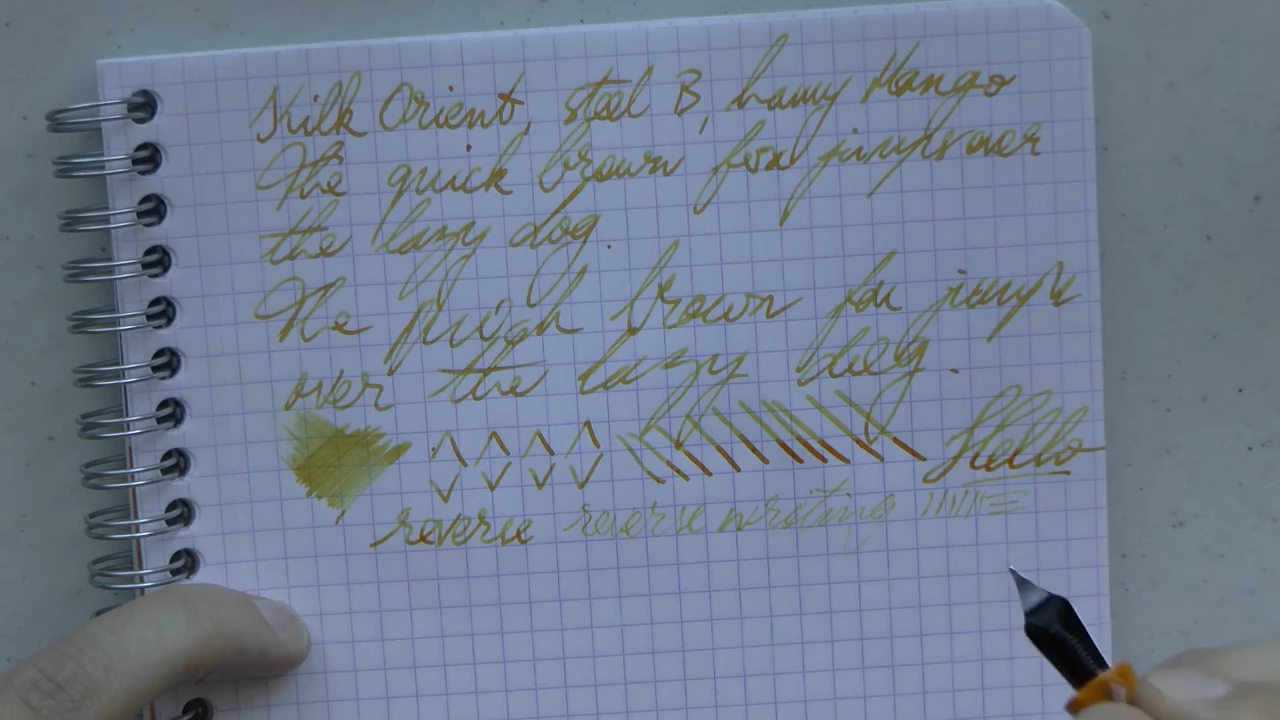 Kilk Orient, steel B, Lamy Mango
The quick brown fox jumps over
the lazy dog.
The quick brown fox jumps
over the lazy dog.
Hello
reverse reverse writing